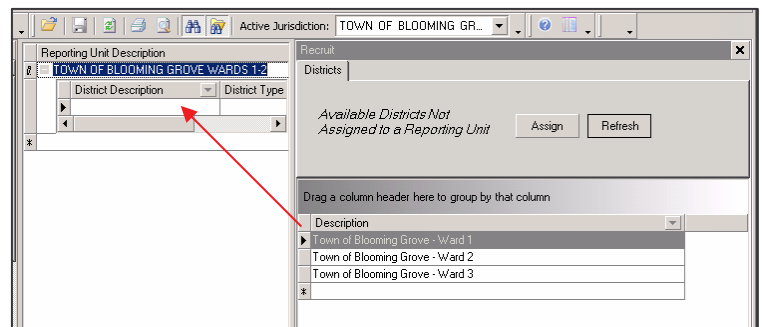 Active Jurisdiction: TOWN OF BLOOMING GR...
Reporting Unit Description
TOWN OF BLOOMING GROVE WARDS 1-2
District Description District Type
Recruit
Districts
Available Districts Not
Assigned to a Reporting Unit
Assign Refresh
Drag a column header here to group by that column
Description
Town of Blooming Grove - Ward 1
Town of Blooming Grove - Ward 2
Town of Blooming Grove - Ward 3